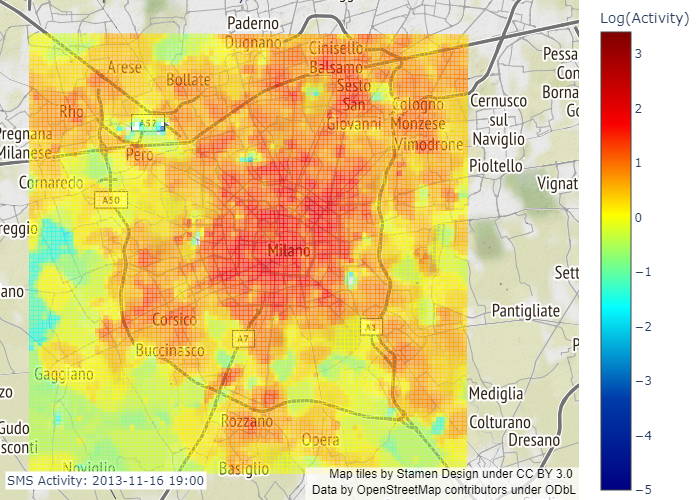 Paderno
Dugnano
Cinisello
Balsamo
Arese
Bollate
Sesto
San
Giovanni
Cologno
Monzese
Vimodrone
Rho
A52
Pero
Pregnana
Milanese
Cornaredo
A50
reggio
Milano
ano
Corsico
A7
A1
Buccinasco
Gaggiano
zo
Rozzano
Opera
Gudo
sconti
Noviglio
Basiglio
Pessa
Con
Borna
Go
Cernusco
sul
Naviglio
Pioltello
Vignat
Sett
Pantigliate
P
Mediglia
Colturano
Dresano
SMS Activity: 2013-11-16 19:00
Map tiles by Stamen Design under CC BY 3.0
Data by OpenStreetMap contributors under ODbL
Log(Activity)
3
2
1
0
−1
−2
−3
−4
−5